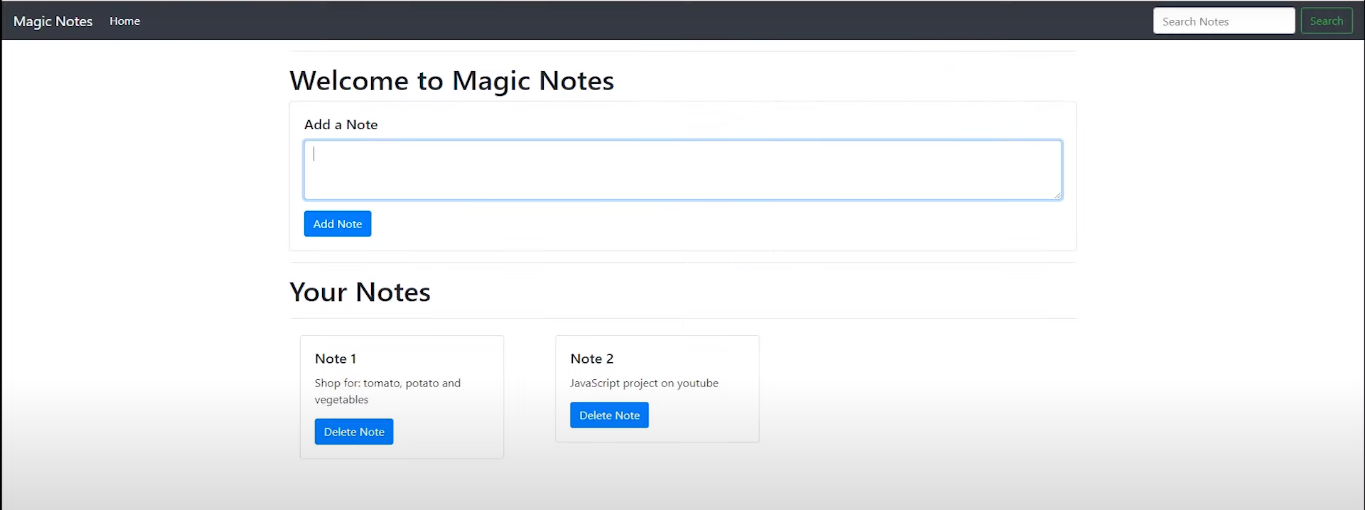 Magic Notes Home Search Notes Search
Welcome to Magic Notes
Add a Note
Add Note
Your Notes
Note 1
Shop for: tomato, potato and
vegetables
Delete Note
Note 2
JavaScript project on youtube
Delete Note